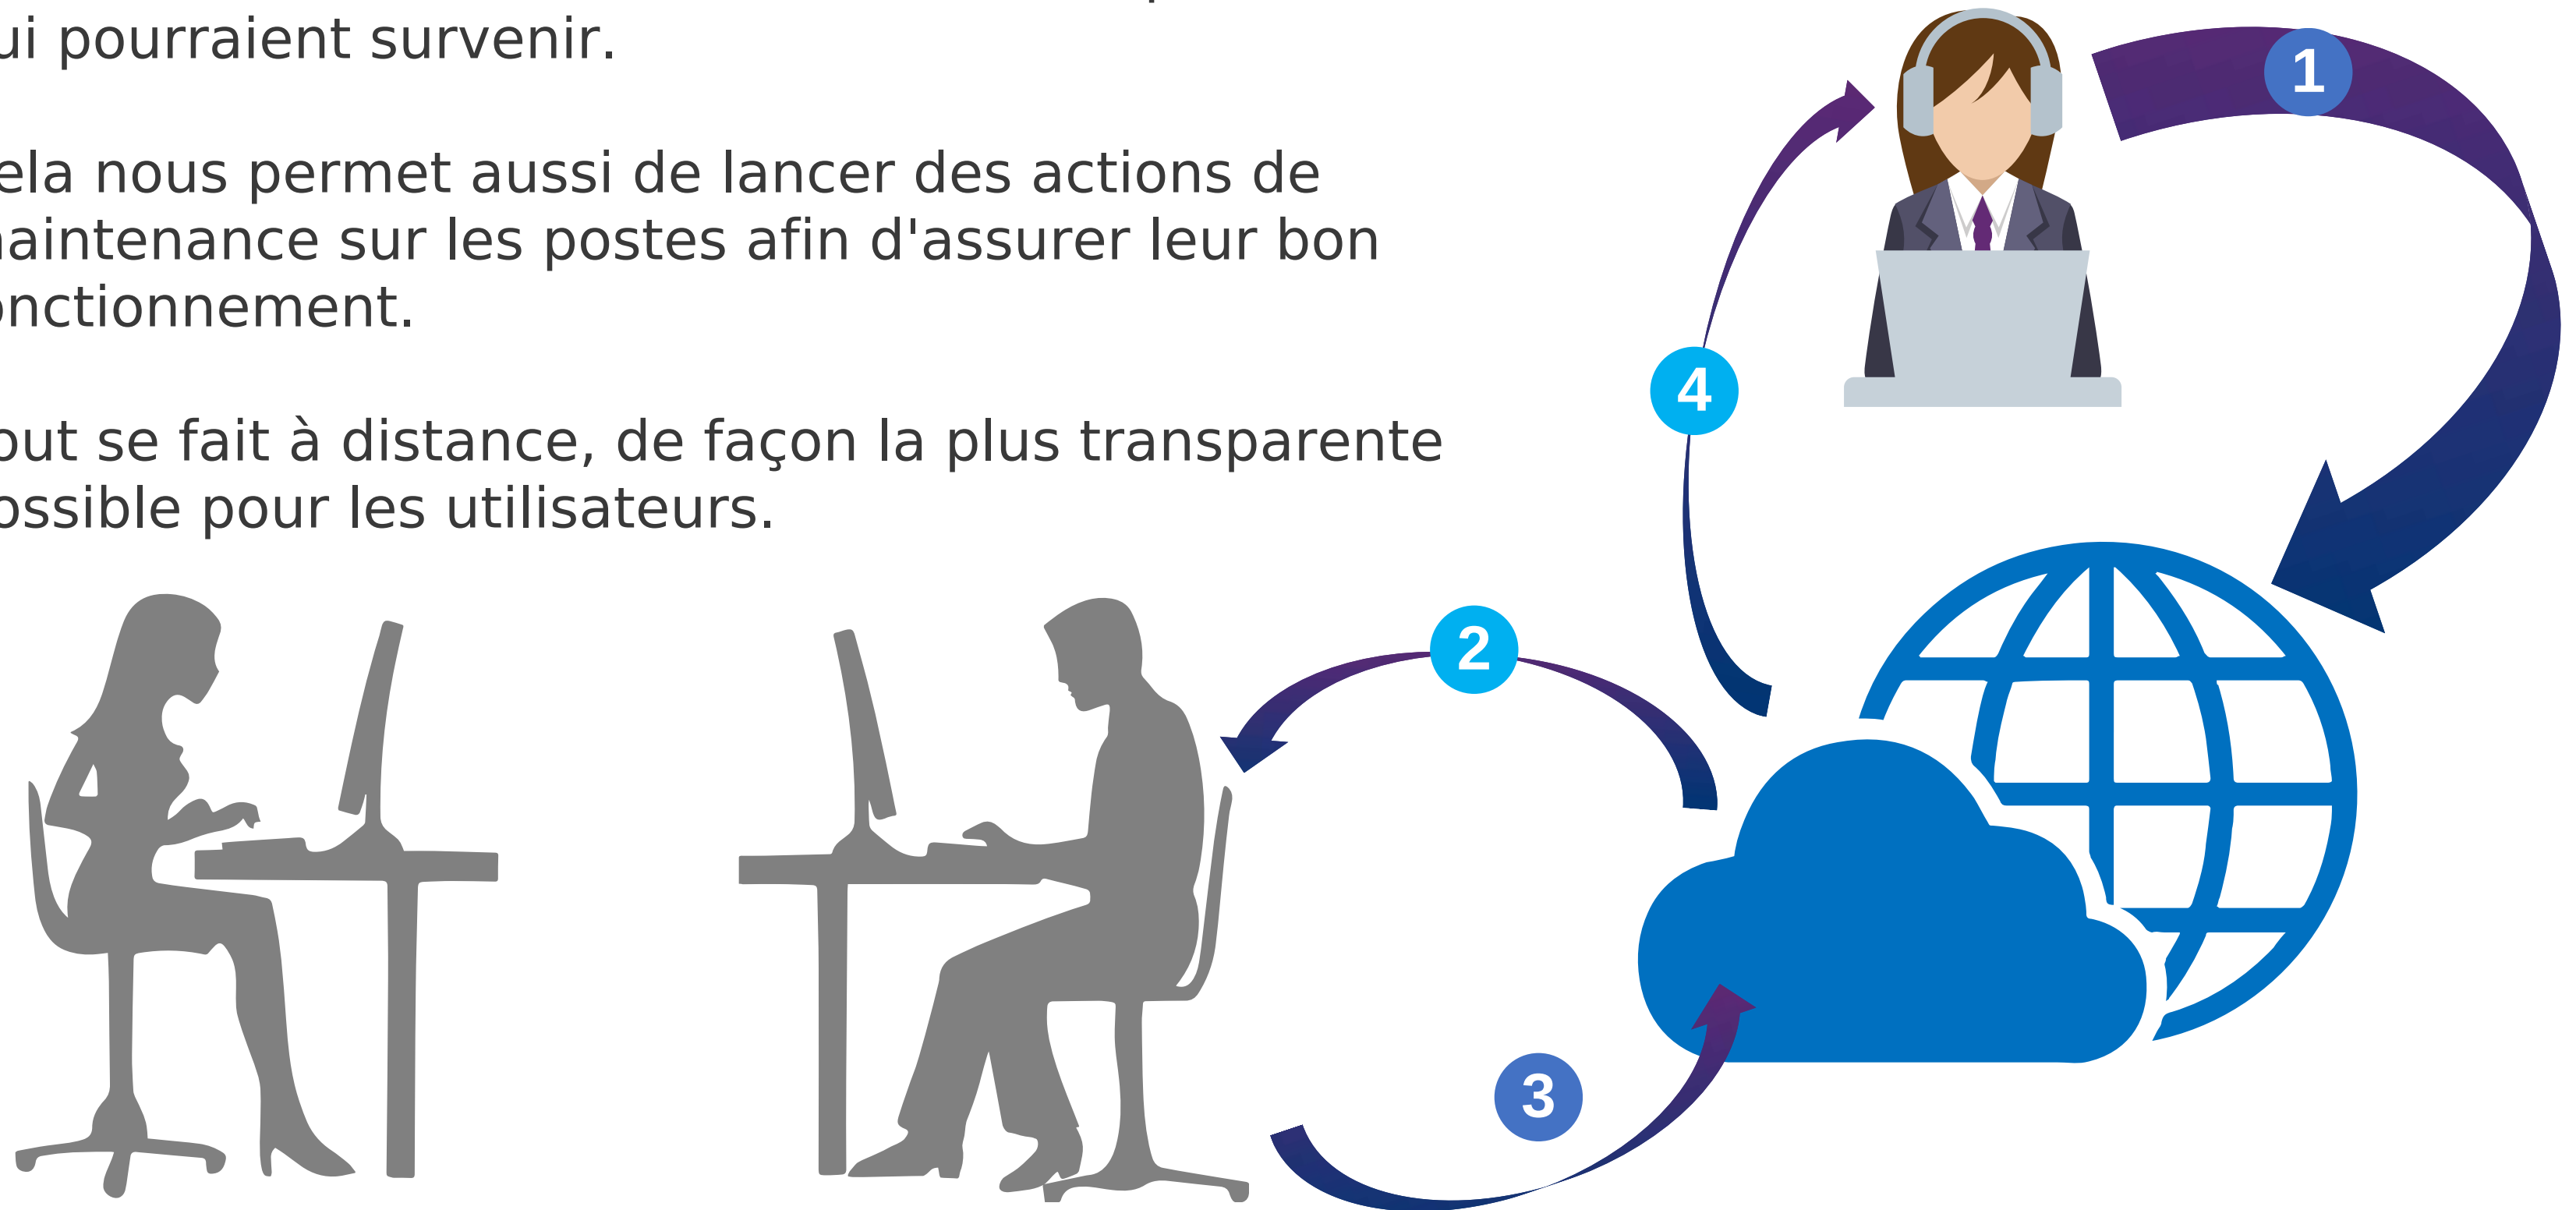 ui pourraient survenir.
ela nous permet aussi de lancer des actions de
aintenance sur les postes afin d'assurer leur bon
onctionnement.
out se fait à distance, de façon la plus transparente
ossible pour les utilisateurs.
1
4
2
3